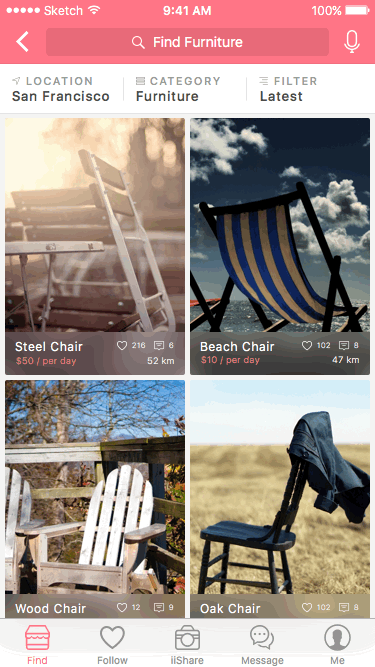 Sketch 9:41 AM 100%
Find Furniture
LOCATION CATEGORY FILTER
San Francisco Furniture Latest
Steel Chair 216 6
$50 / per day 52 km
Beach Chair 102 8
$10 / per day 47 km
Wood Chair 12 9
Oak Chair 102 8
Find Follow iiShare Message Me